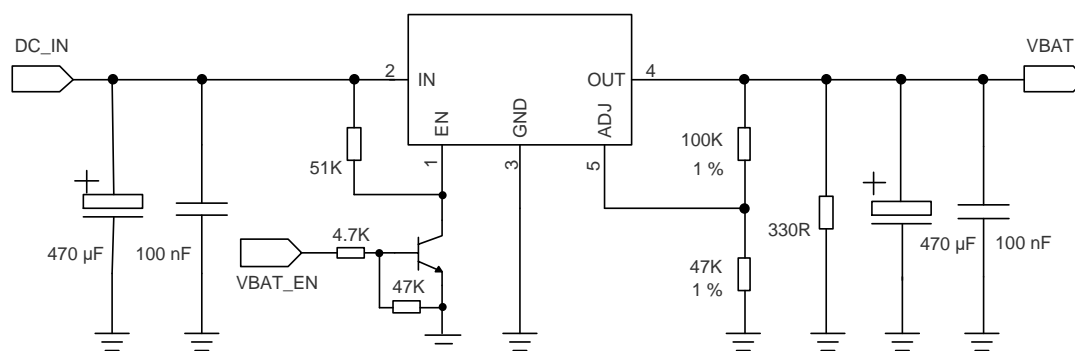 DC_IN
VBAT
2
IN
OUT
4
EN
GND
ADJ
1
3
5
51K
100K
1 %
+
+
470 µF
100 nF
4.7K
VBAT_EN
47K
330R
47K
1 %
470 µF
100 nF